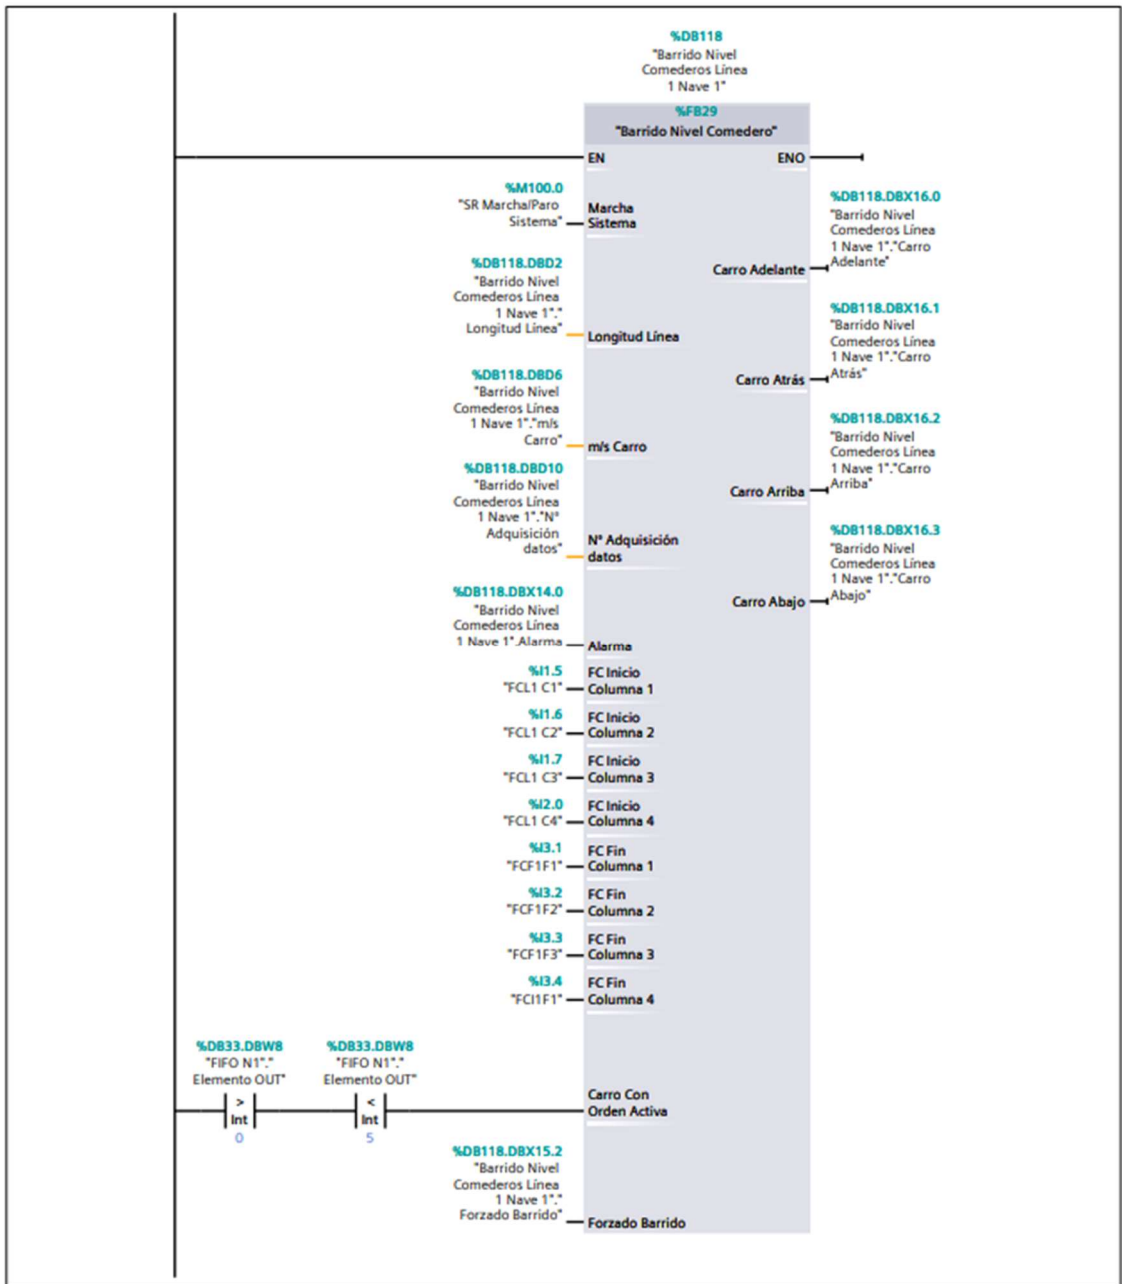 %DB118
"Barrido Nivel
Comederos Línea
1 Nave 1"
%FB29
"Barrido Nivel Comedero"
EN
ENO
%M100.0
"SR Marcha/Paro
Sistema"
Marcha
Sistema
%DB118.DBX16.0
"Barrido Nivel
Comederos Línea
1 Nave 1"."Carro
Adelante"
Carro Adelante
%DB118.DBD2
"Barrido Nivel
Comederos Línea
1 Nave 1"."
Longitud Línea"
Longitud Línea
%DB118.DBX16.1
"Barrido Nivel
Comederos Línea
1 Nave 1"."Carro
Atrás"
Carro Atrás
%DB118.DBD6
"Barrido Nivel
Comederos Línea
1 Nave 1"."m/s
Carro"
m/s Carro
%DB118.DBX16.2
"Barrido Nivel
Comederos Línea
1 Nave 1"."Carro
Arriba"
Carro Arriba
%DB118.DBD10
"Barrido Nivel
Comederos Línea
1 Nave 1"."Nº
Adquisición
datos"
Nº Adquisición
datos
%DB118.DBX16.3
"Barrido Nivel
Comederos Línea
1 Nave 1"."Carro
Abajo"
Carro Abajo
%DB118.DBX14.0
"Barrido Nivel
Comederos Línea
1 Nave 1".Alarma
Alarma
%I1.5
"FCL1 C1"
FC Inicio
Columna 1
%I1.6
"FCL1 C2"
FC Inicio
Columna 2
%I1.7
"FCL1 C3"
FC Inicio
Columna 3
%I2.0
"FCL1 C4"
FC Inicio
Columna 4
%I3.1
"FCF1F1"
FC Fin
Columna 1
%I3.2
"FCF1F2"
FC Fin
Columna 2
%I3.3
"FCF1F3"
FC Fin
Columna 3
%I3.4
"FCI1F1"
FC Fin
Columna 4
%DB33.DBW8
"FIFO N1"."
Elemento OUT"
>
Int
0
%DB33.DBW8
"FIFO N1"."
Elemento OUT"
<
Int
5
Carro Con
Orden Activa
%DB118.DBX15.2
"Barrido Nivel
Comederos Línea
1 Nave 1"."
Forzado Barrido"
Forzado Barrido